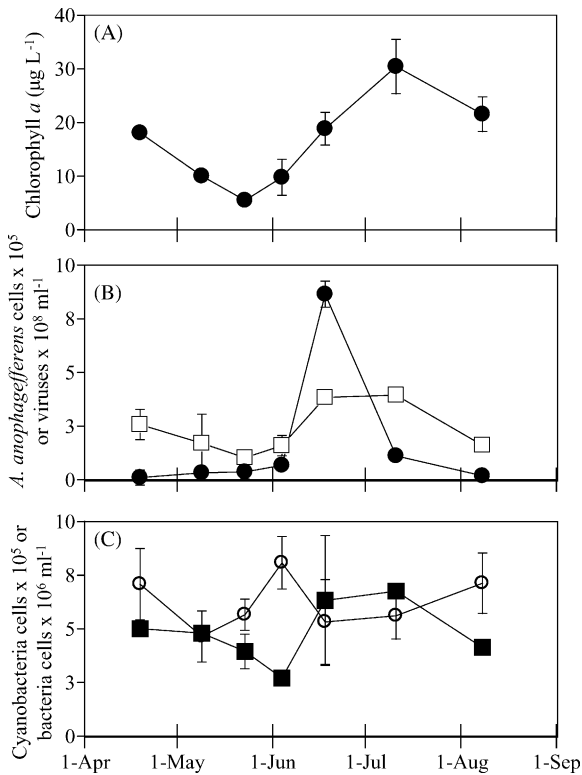 (A)
Chlorophyll a (µg L-1)
40
30
20
10
0
(B)
A. anophagefferens cells x 10⁵
or viruses x 10⁸ ml-1
10
8
5
3
0
(C)
Cyanobacteria cells x 10⁵ or
bacteria cells x 10⁶ ml-1
10
8
5
3
0
1-Apr 1-May 1-Jun 1-Jul 1-Aug 1-Sep